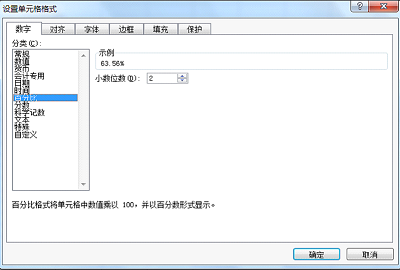 设置单元格格式
数字 对齐 字体 边框 填充 保护
分类(C):
常规
数值
货币
会计专用
日期
时间
百分比
分数
科学记数
文本
特殊
自定义
示例
63.56%
小数位数(D): 2
百分比格式将单元格中数值乘以 100，并以百分数形式显示。
确定 取消